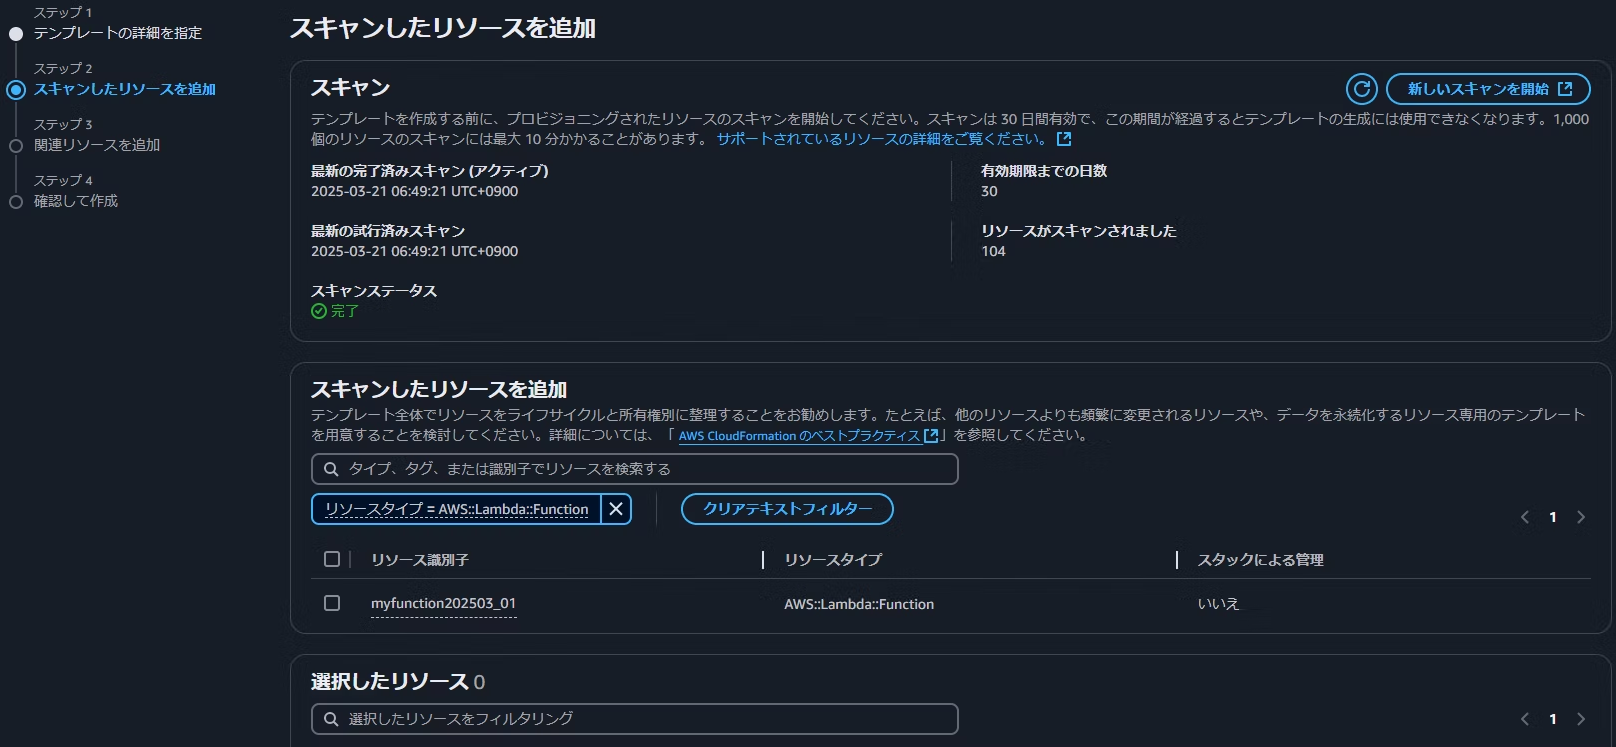 ステップ 1
テンプレートの詳細を指定
ステップ 2
スキャンしたリソースを追加
ステップ 3
関連リソースを追加
ステップ 4
確認して作成
スキャンしたリソースを追加
スキャン
新しいスキャンを開始
テンプレートを作成する前に、プロビジョニングされたリソースのスキャンを開始してください。スキャンは 30 日間有効で、この期間が経過するとテンプレートの生成には使用できなくなります。1,000
個のリソースのスキャンには最大 10 分かかることがあります。 サポートされているリソースの詳細をご覧ください。
最新の完了済みスキャン (アクティブ)
2025-03-21 06:49:21 UTC+0900
有効期限までの日数
30
最新の試行済みスキャン
2025-03-21 06:49:21 UTC+0900
リソースがスキャンされました
104
スキャンステータス
完了
スキャンしたリソースを追加
テンプレート全体でリソースをライフサイクルと所有権別に整理することをお勧めします。たとえば、他のリソースよりも頻繁に変更されるリソースや、データを永続化するリソース専用のテンプレート
を用意することを検討してください。詳細については、「 AWS CloudFormation のベストプラクティス 」を参照してください。
タイプ、タグ、または識別子でリソースを検索する
リソースタイプ = AWS::Lambda::Function
クリアテキストフィルター
1
リソース識別子 リソースタイプ スタックによる管理
myfunction202503_01 AWS::Lambda::Function いいえ
選択したリソース 0
選択したリソースをフィルタリング
1